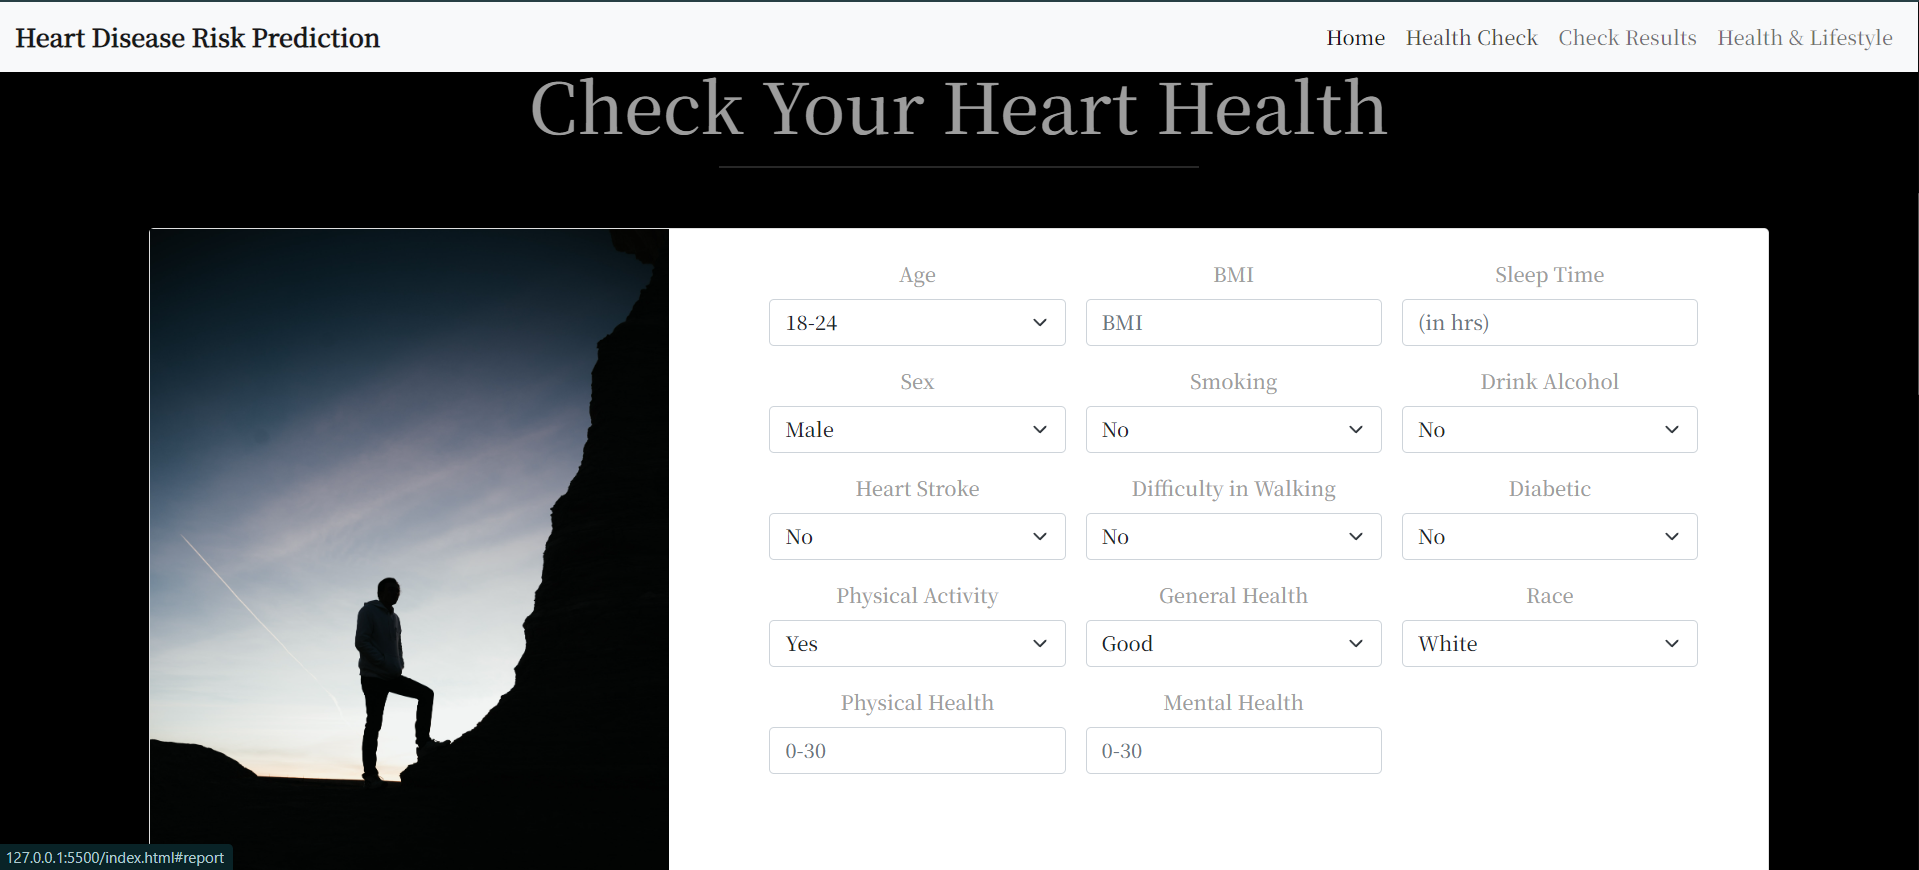 Heart Disease Risk Prediction Home Health Check Check Results Health & Lifestyle
Check Your Heart Health
Age BMI Sleep Time
18-24 BMI (in hrs)
Sex Smoking Drink Alcohol
Male No No
Heart Stroke Difficulty in Walking Diabetic
No No No
Physical Activity General Health Race
Yes Good White
Physical Health Mental Health
0-30 0-30
127.0.0.1:5500/index.html#report